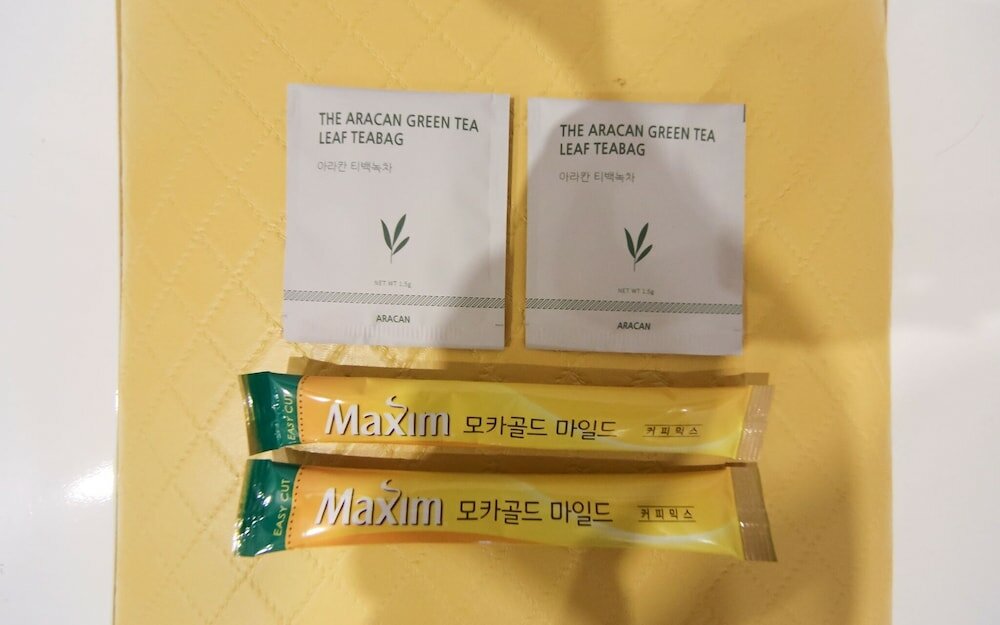 THE ARACAN GREEN TEA
LEAF TEABAG
아라칸 티백녹차
NET WT 1.5g
ARACAN
THE ARACAN GREEN TEA
LEAF TEABAG
아라칸 티백녹차
NET WT 1.5g
ARACAN
EASY CUT
Maxim 모카골드 마일드 커피믹스
EASY CUT
Maxim 모카골드 마일드 커피믹스